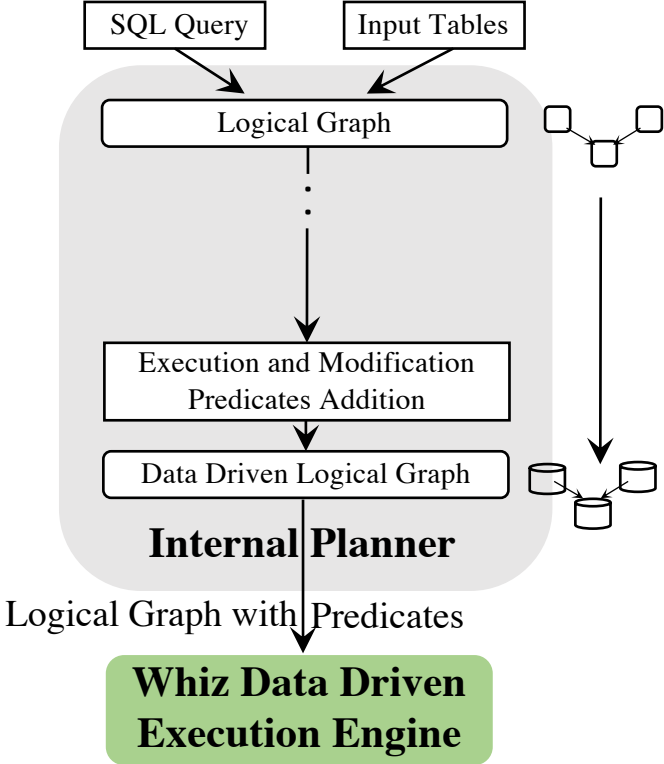 SQL Query
Input Tables
Logical Graph
Execution and Modification
Predicates Addition
Data Driven Logical Graph
Internal Planner
Logical Graph with Predicates
Whiz Data Driven
Execution Engine